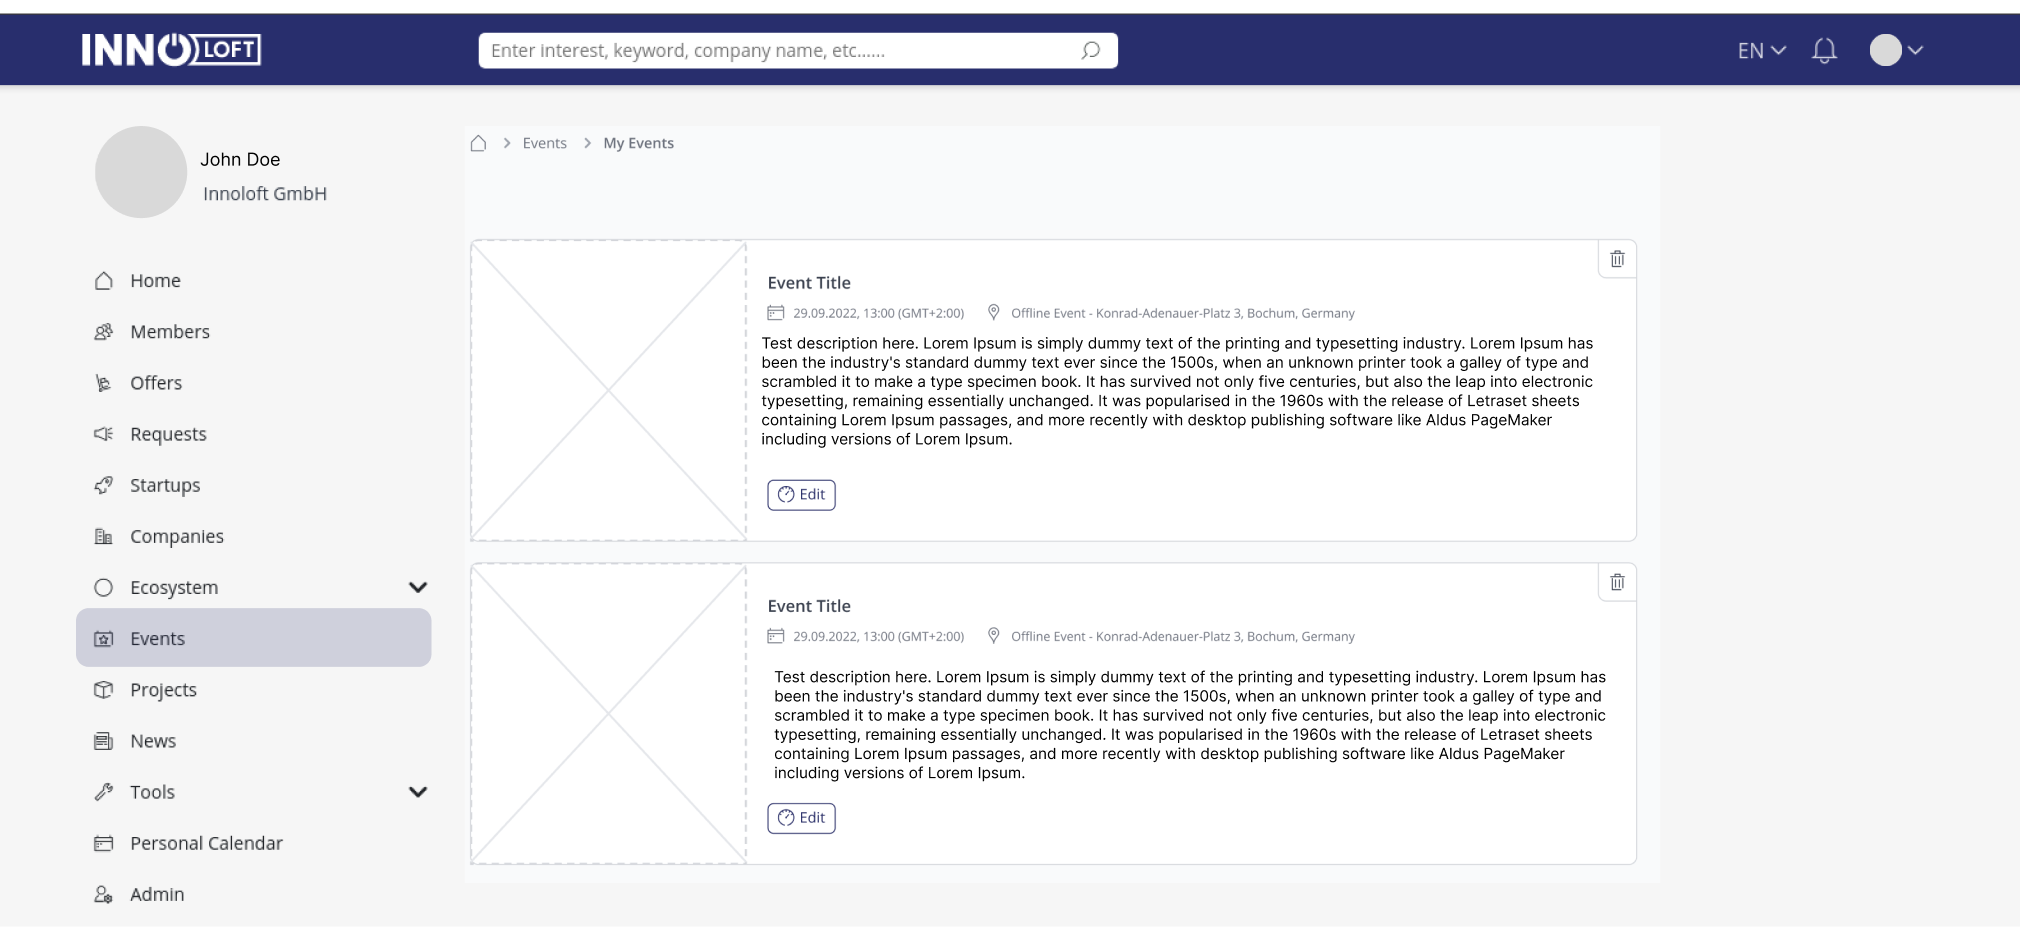 INNOLOFT
Enter interest, keyword, company name, etc......
EN
John Doe
Innoloft GmbH
Home
Members
Offers
Requests
Startups
Companies
Ecosystem
Events
Projects
News
Tools
Personal Calendar
Admin
Events
My Events
Event Title
29.09.2022, 13:00 (GMT+2:00) Offline Event - Konrad-Adenauer-Platz 3, Bochum, Germany
Test description here. Lorem Ipsum is simply dummy text of the printing and typesetting industry. Lorem Ipsum has
been the industry's standard dummy text ever since the 1500s, when an unknown printer took a galley of type and
scrambled it to make a type specimen book. It has survived not only five centuries, but also the leap into electronic
typesetting, remaining essentially unchanged. It was popularised in the 1960s with the release of Letraset sheets
containing Lorem Ipsum passages, and more recently with desktop publishing software like Aldus PageMaker
including versions of Lorem Ipsum.
Edit
Event Title
29.09.2022, 13:00 (GMT+2:00) Offline Event - Konrad-Adenauer-Platz 3, Bochum, Germany
Test description here. Lorem Ipsum is simply dummy text of the printing and typesetting industry. Lorem Ipsum has
been the industry's standard dummy text ever since the 1500s, when an unknown printer took a galley of type and
scrambled it to make a type specimen book. It has survived not only five centuries, but also the leap into electronic
typesetting, remaining essentially unchanged. It was popularised in the 1960s with the release of Letraset sheets
containing Lorem Ipsum passages, and more recently with desktop publishing software like Aldus PageMaker
including versions of Lorem Ipsum.
Edit